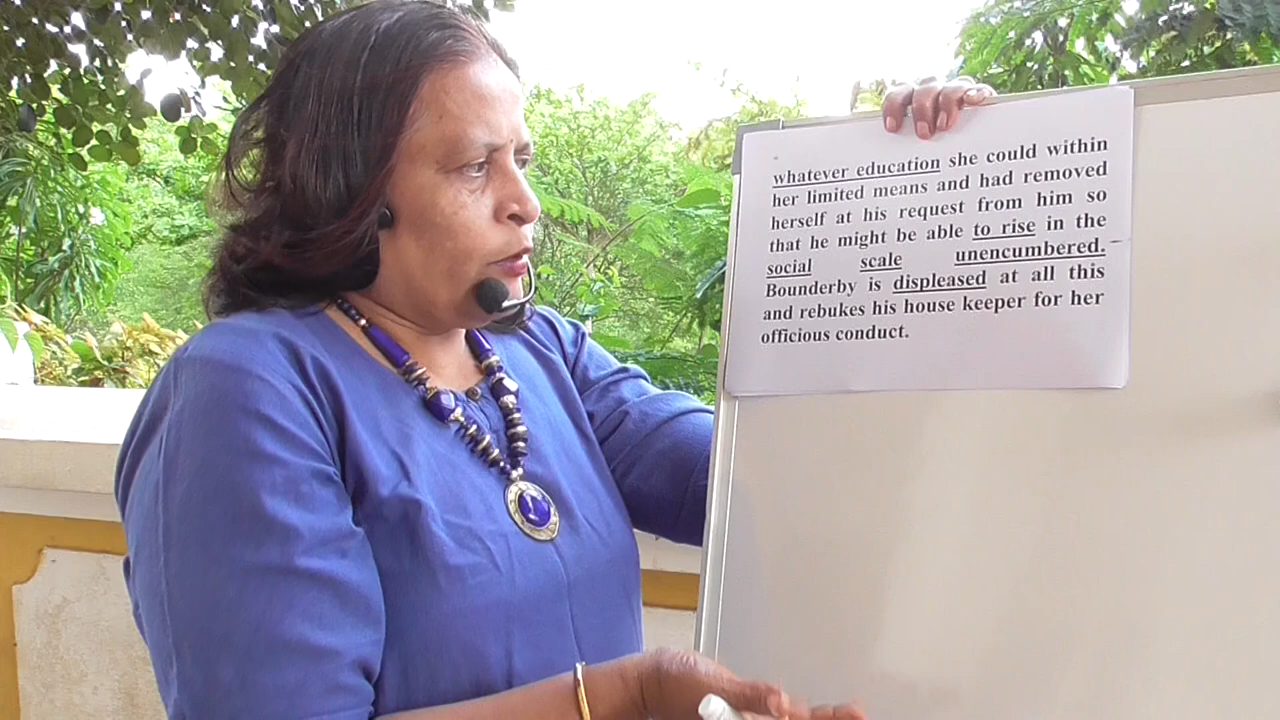 whatever education she could within
her limited means and had removed
herself at his request from him so
that he might be able to rise in the
social scale unencumbered.
Bounderby is displeased at all this
and rebukes his house keeper for her
officious conduct.